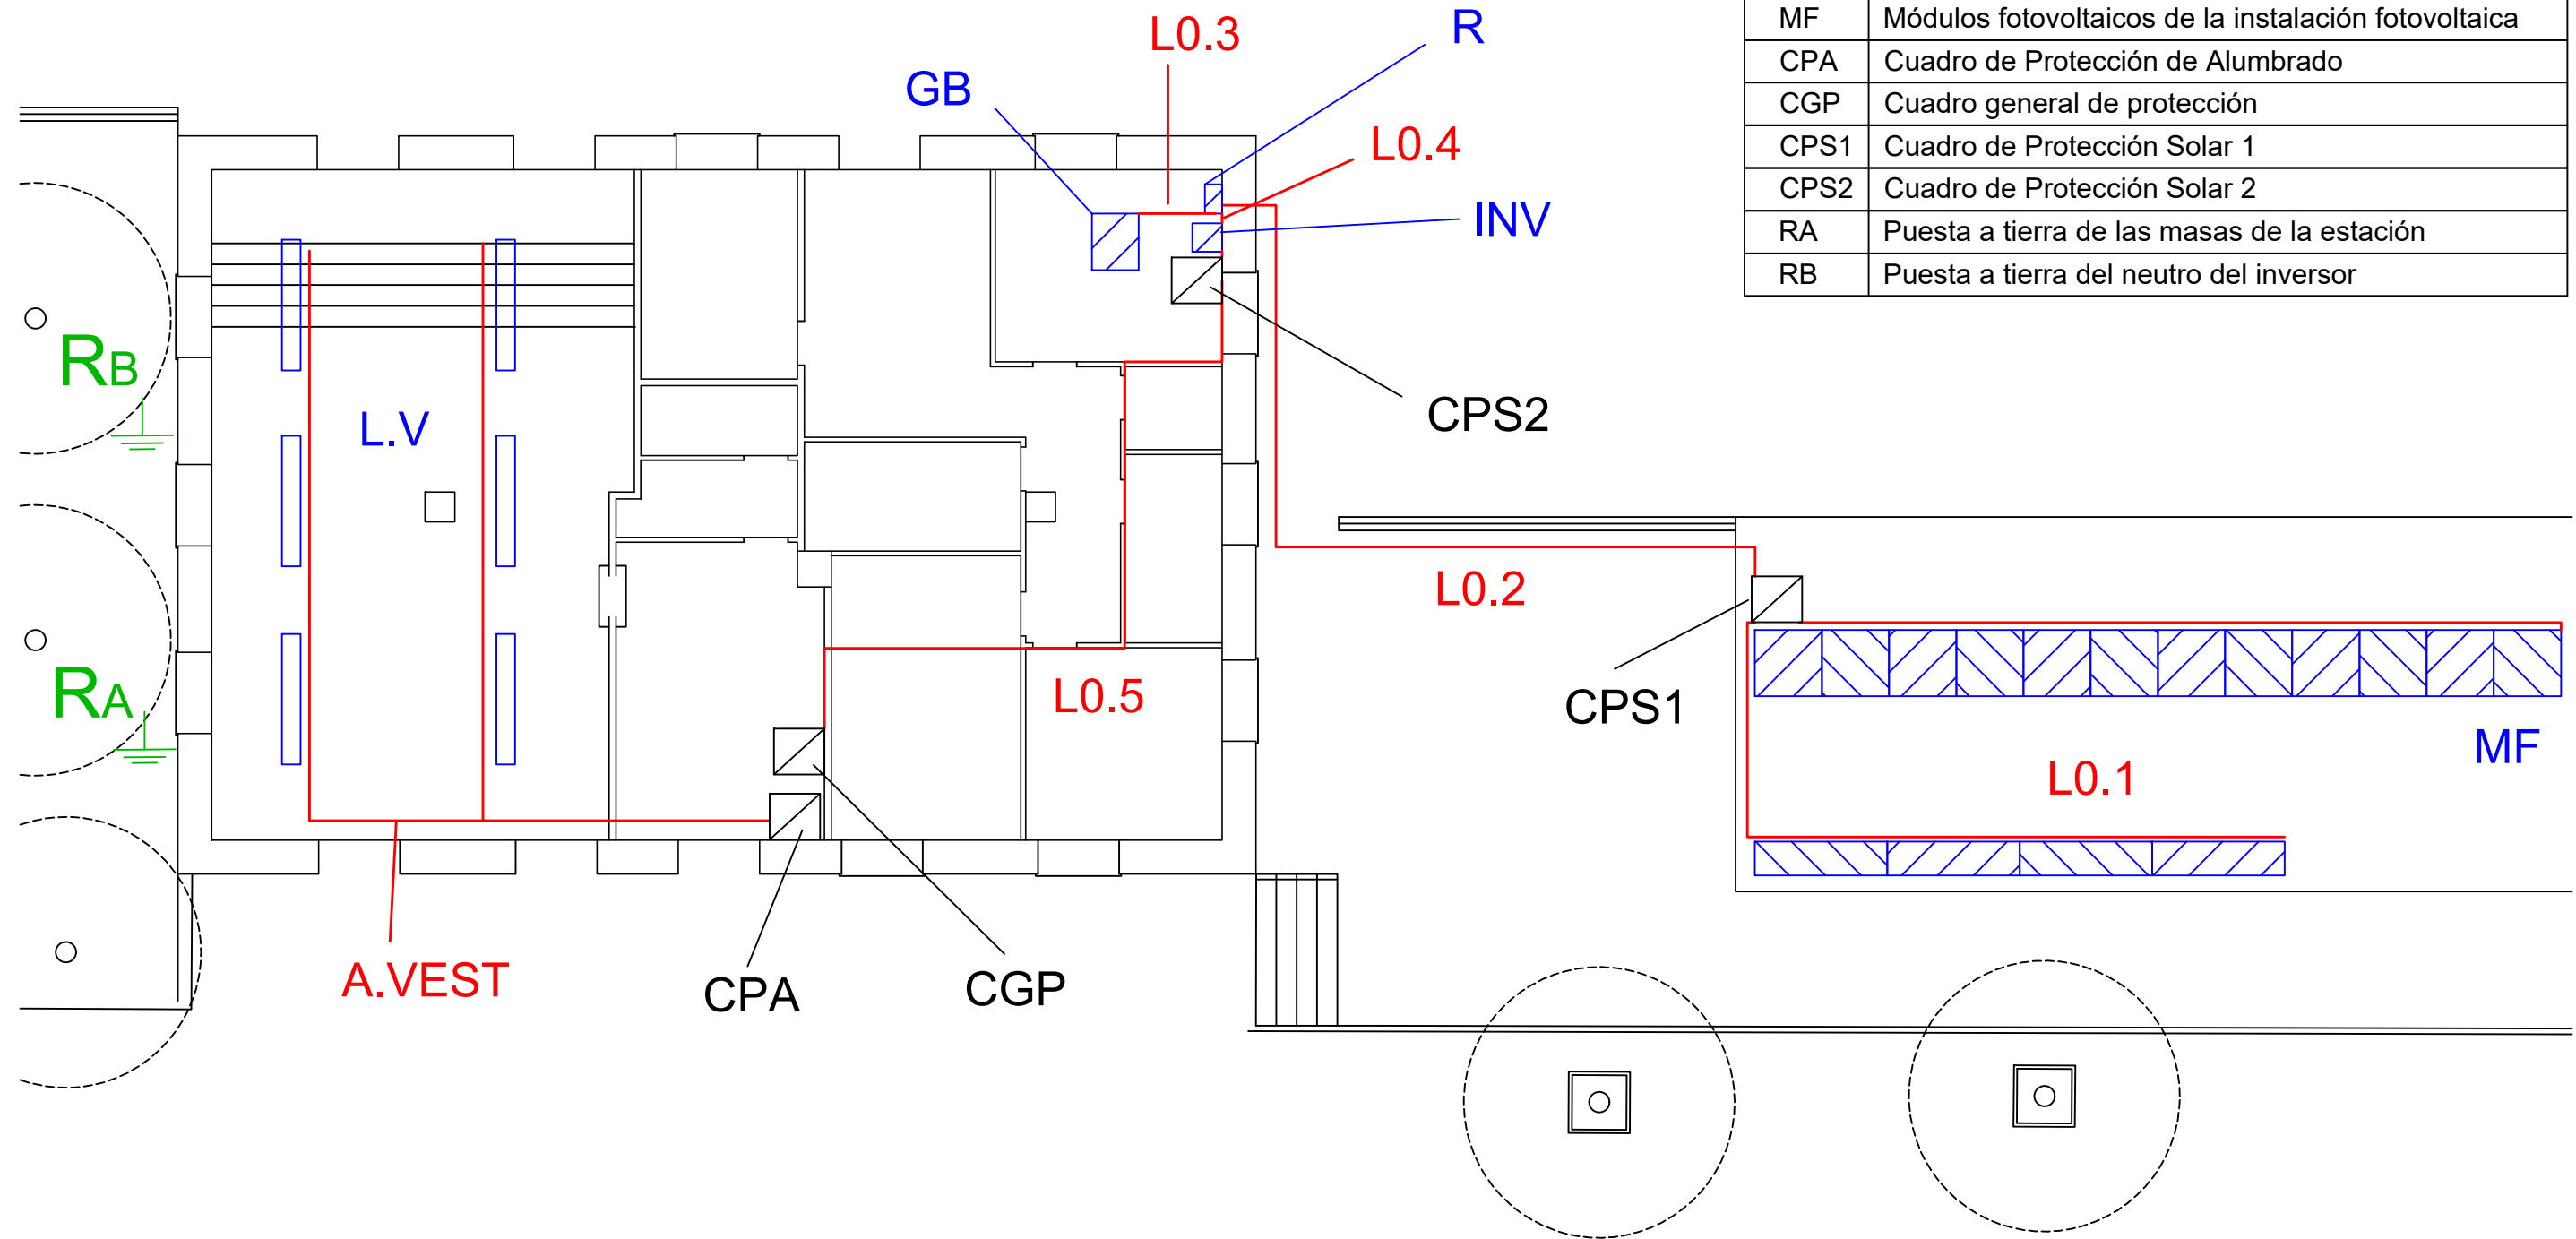 MF Módulos fotovoltaicos de la instalación fotovoltaica
CPA Cuadro de Protección de Alumbrado
CGP Cuadro general de protección
CPS1 Cuadro de Protección Solar 1
CPS2 Cuadro de Protección Solar 2
RA Puesta a tierra de las masas de la estación
RB Puesta a tierra del neutro del inversor
L0.3
R
GB
L0.4
INV
RB
L.V
CPS2
L0.2
RA
L0.5
CPS1
MF
L0.1
A.VEST
CPA
CGP